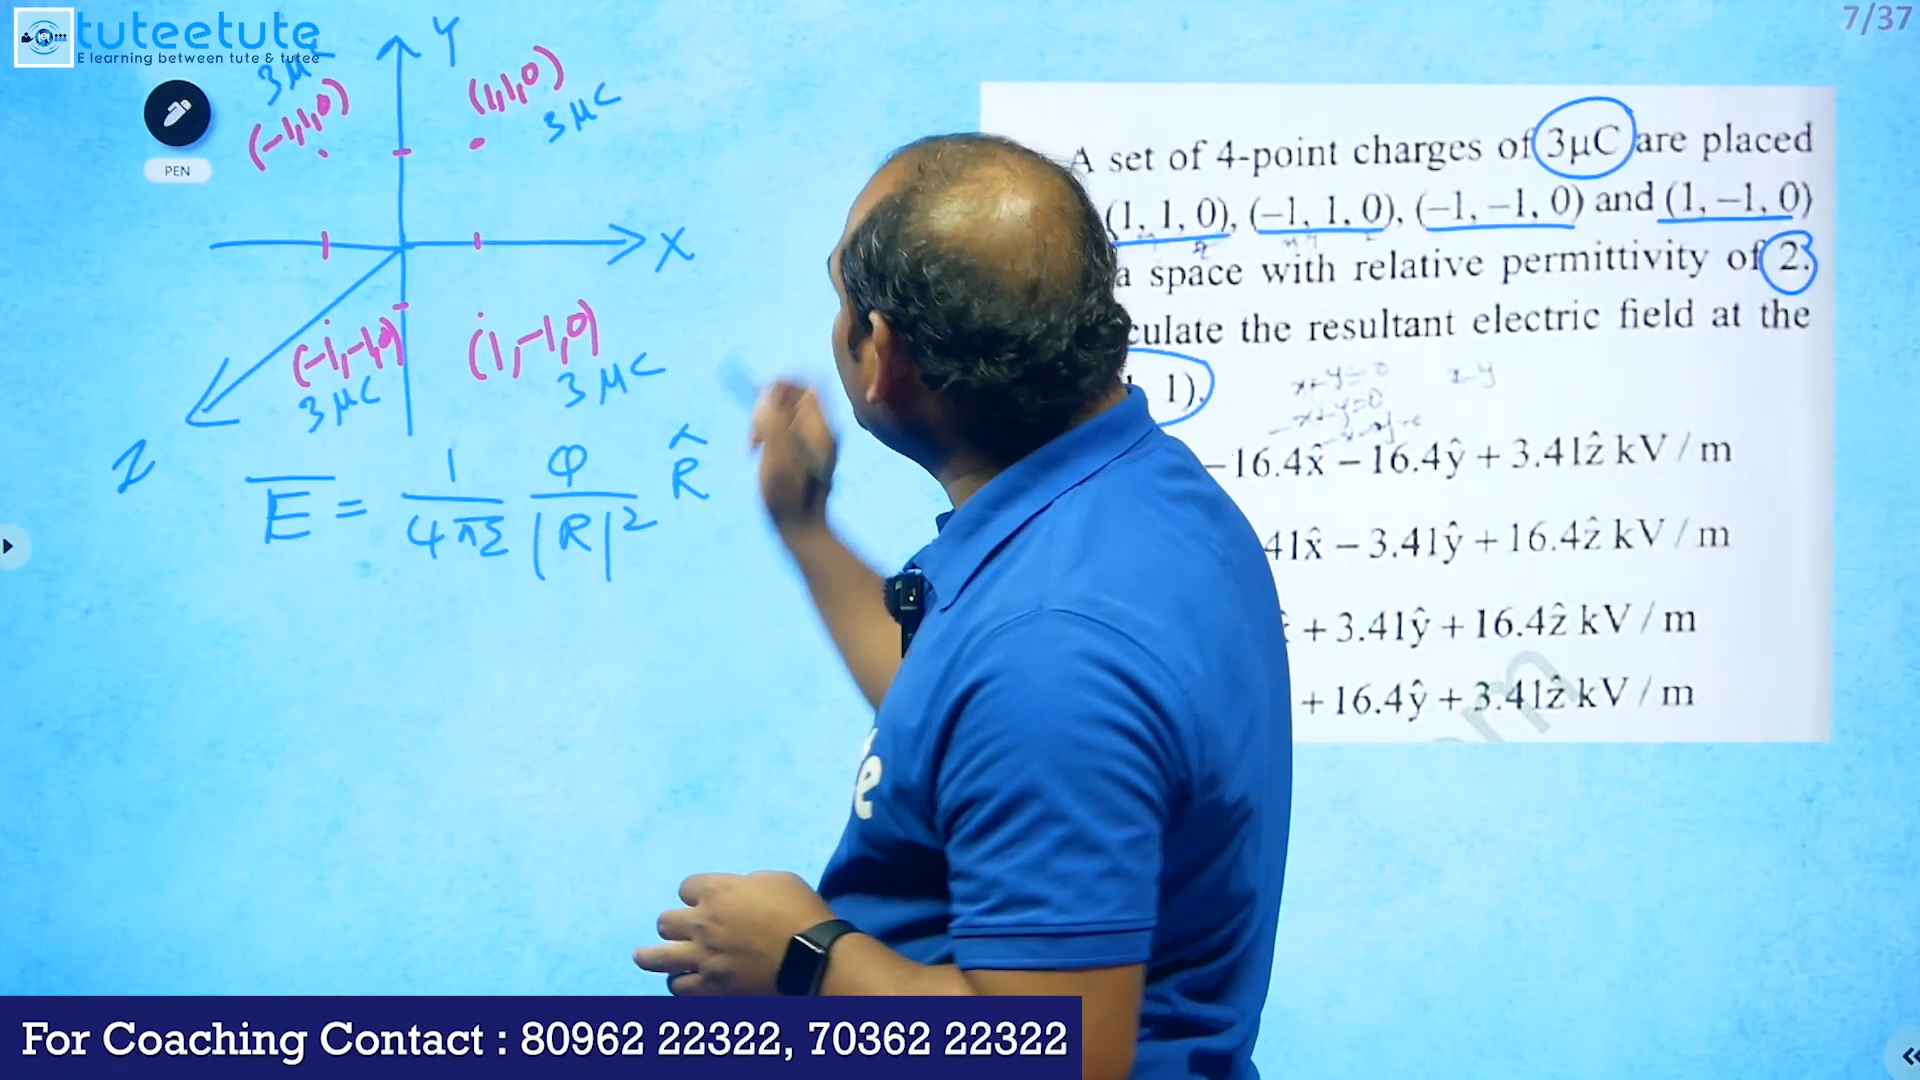 tuteetute
E learning between tute & tutee
7/37
PEN
Y
3μC
(-1,1,0)
(1,1,0)
3μC
X
(-1,-1,0)
3μC
(1,-1,0)
3μC
Z
E = 1/4πε Q/|R|² R̂
A set of 4-point charges of 3μC are placed
(1, 1, 0), (−1, 1, 0), (−1, −1, 0) and (1, −1, 0)
a space with relative permittivity of 2.
culate the resultant electric field at the
1).
x+y=0
x-y
-x+y=0
−16.4x̂ − 16.4ŷ + 3.41ẑ kV / m
41x̂ − 3.41ŷ + 16.4ẑ kV / m
+ 3.41ŷ + 16.4ẑ kV / m
+ 16.4ŷ + 3.41ẑ kV / m
For Coaching Contact : 80962 22322, 70362 22322